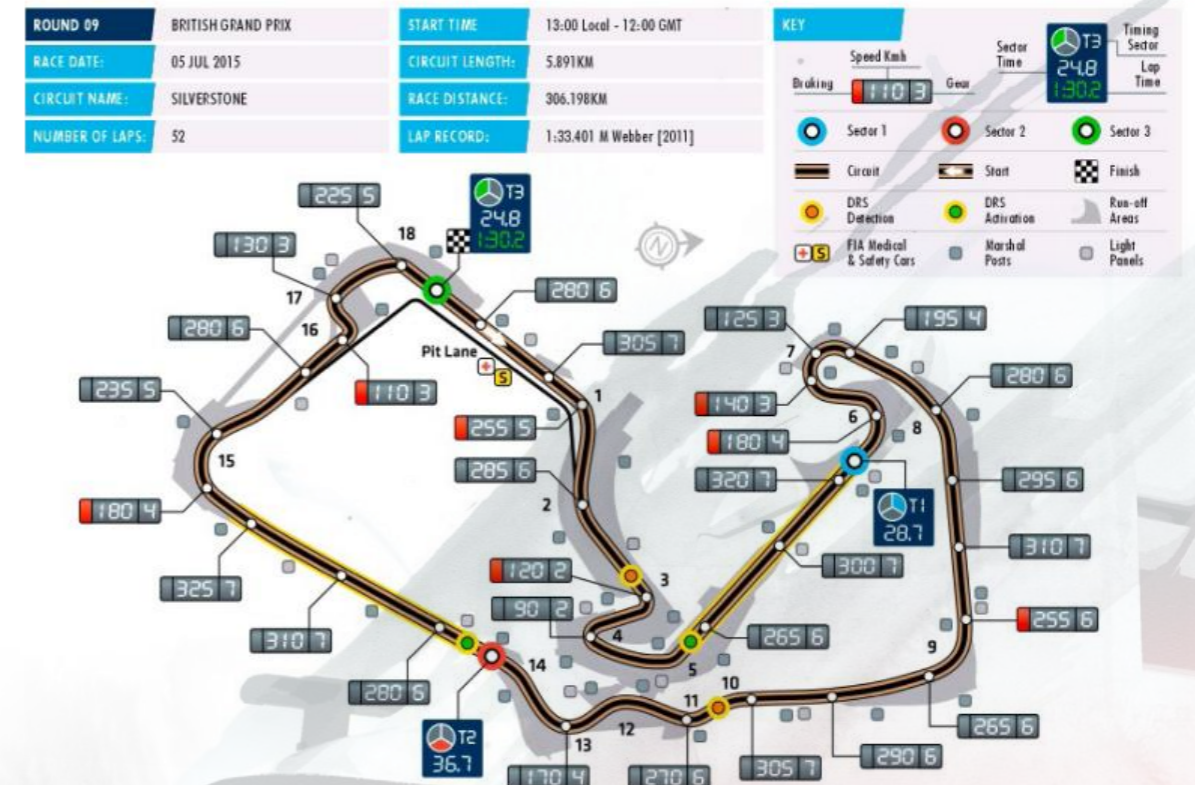 ROUND 09
BRITISH GRAND PRIX
RACE DATE:
05 JUL 2015
CIRCUIT NAME:
SILVERSTONE
NUMBER OF LAPS:
52
START TIME
13:00 Local - 12:00 GMT
CIRCUIT LENGTH:
5.891KM
RACE DISTANCE:
306.198KM
LAP RECORD:
1:33.401 M Webber [2011]
KEY
Speed Kmh
Braking
110 3
Gear
Sector
Time
T3
24.8
1:30.2
Timing
Sector
Lap
Time
Sector 1
Sector 2
Sector 3
Circuit
Start
Finish
DRS
Detection
DRS
Activation
Run-off
Areas
FIA Medical
& Safety Cars
S
Marshal
Posts
Light
Panels
225 5
T3
24.8
1:30.2
18
130 3
N
17
280 6
280 6
16
305 7
125 3
195 4
Pit Lane
S
7
235 5
110 3
1
280 6
140 3
255 5
6
8
180 4
15
285 6
320 7
295 6
180 4
2
T1
28.7
310 7
300 7
325 7
120 2
3
90 2
255 6
310 7
4
265 6
9
14
5
10
280 6
11
T2
36.7
12
13
265 6
290 6
305 7
170 4
270 6